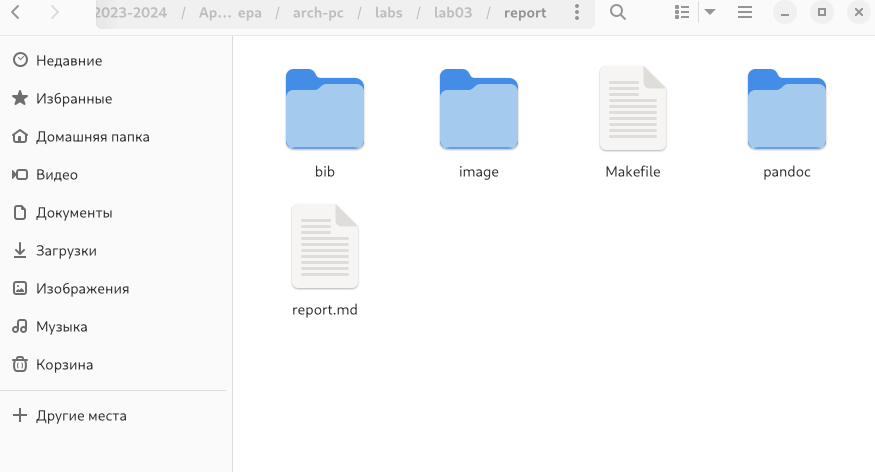 2023-2024 / Ар… ера / arch-pc / labs / lab03 / report
Недавние
Избранные
Домашняя папка
Видео
Документы
Загрузки
Изображения
Музыка
Корзина
Другие места
bib
image
Makefile
pandoc
report.md